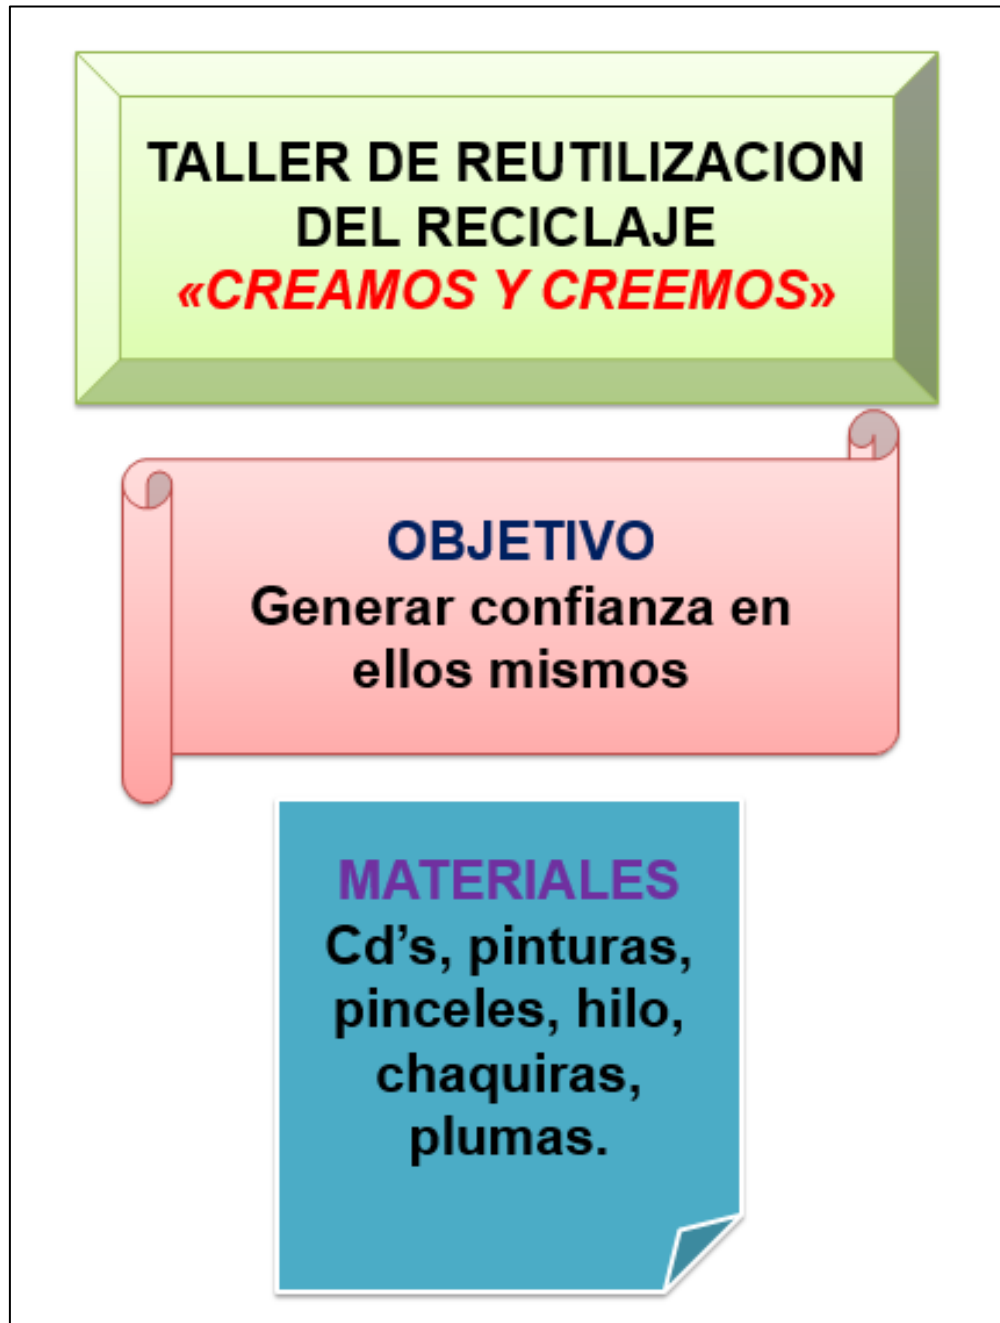 TALLER DE REUTILIZACION
DEL RECICLAJE
«CREAMOS Y CREEMOS»
OBJETIVO
Generar confianza en
ellos mismos
MATERIALES
Cd’s, pinturas,
pinceles, hilo,
chaquiras,
plumas.